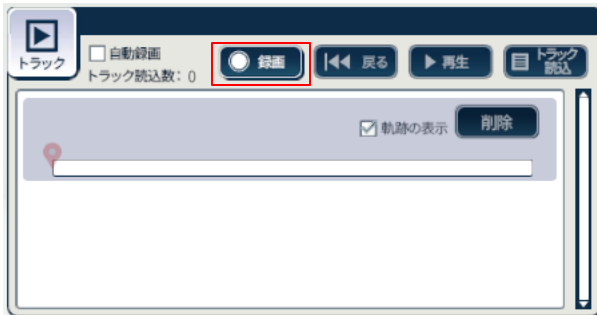 トラック
自動録画
トラック読込数: 0
録画
戻る
再生
トラック
読込
軌跡の表示
削除